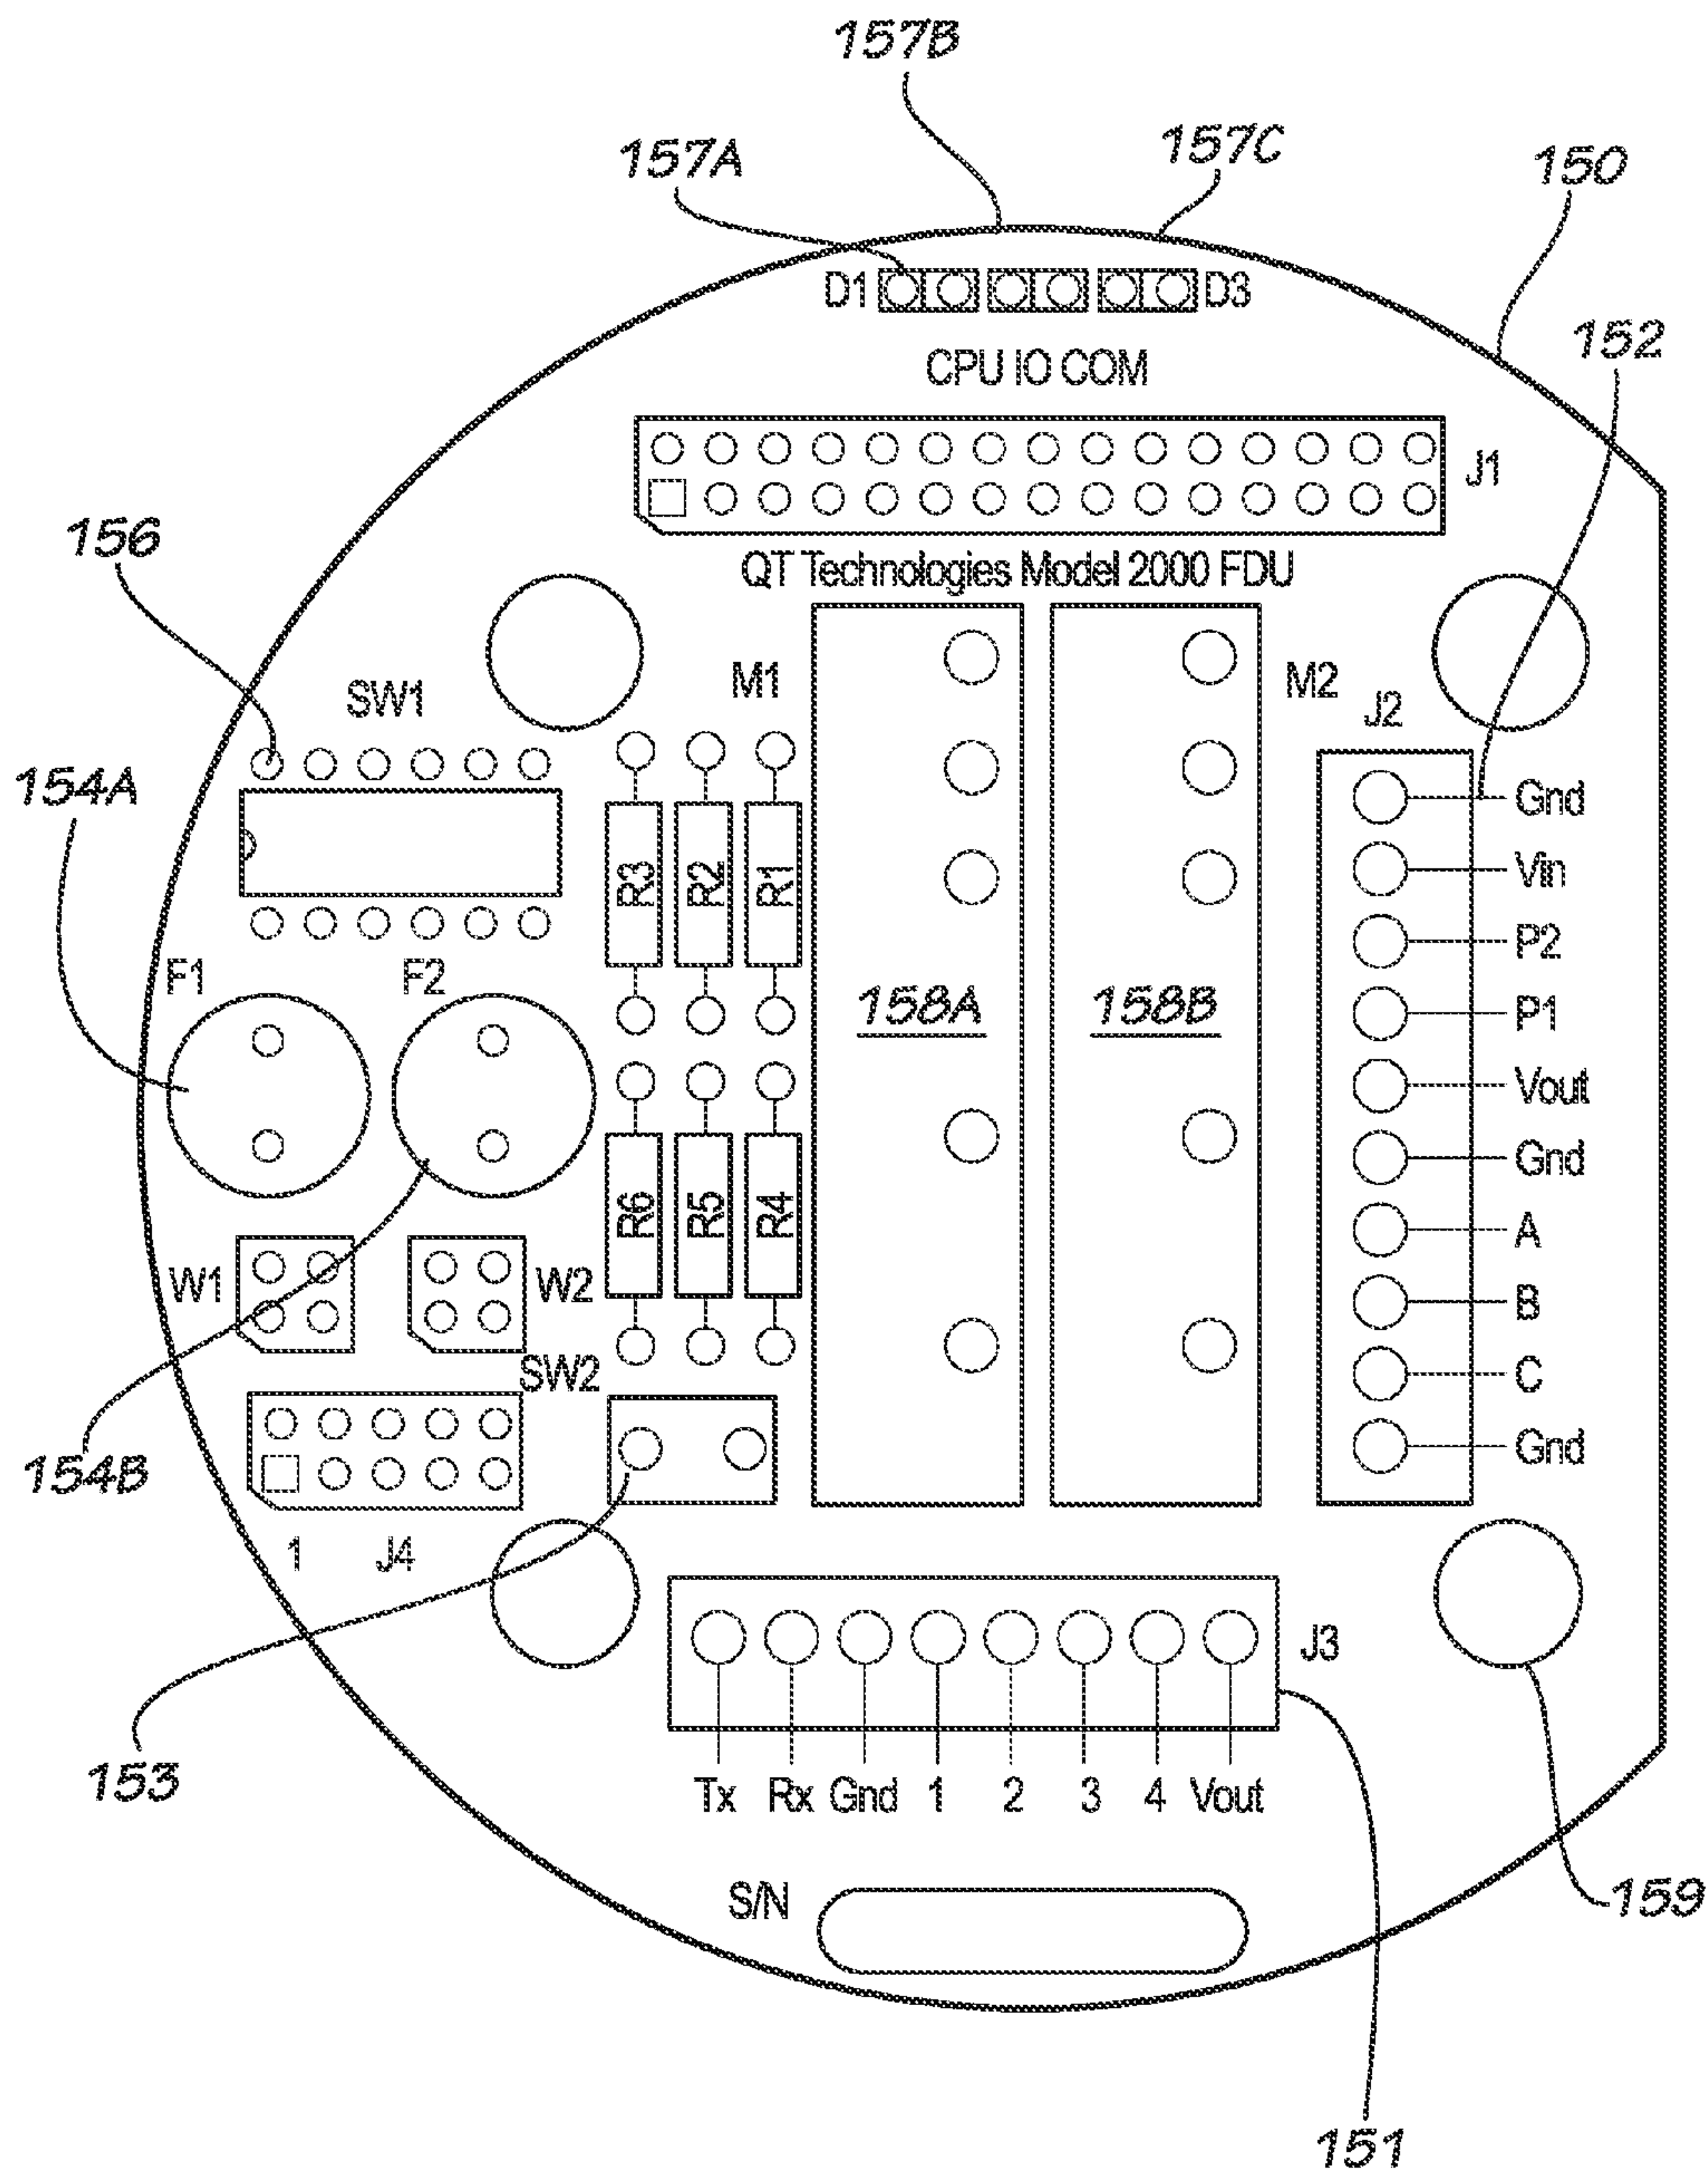 157B
157A
157C
150
152
D1
D3
CPU IO COM
J1
156
QT Technologies Model 2000 FDU
SW1
M1
M2
J2
154A
Gnd
Vin
P2
P1
Vout
Gnd
A
B
C
Gnd
R3
R2
R1
F1
F2
158A
158B
R6
R5
R4
W1
W2
SW2
154B
1
J4
J3
153
Tx Rx Gnd 1 2 3 4 Vout
S/N
159
151